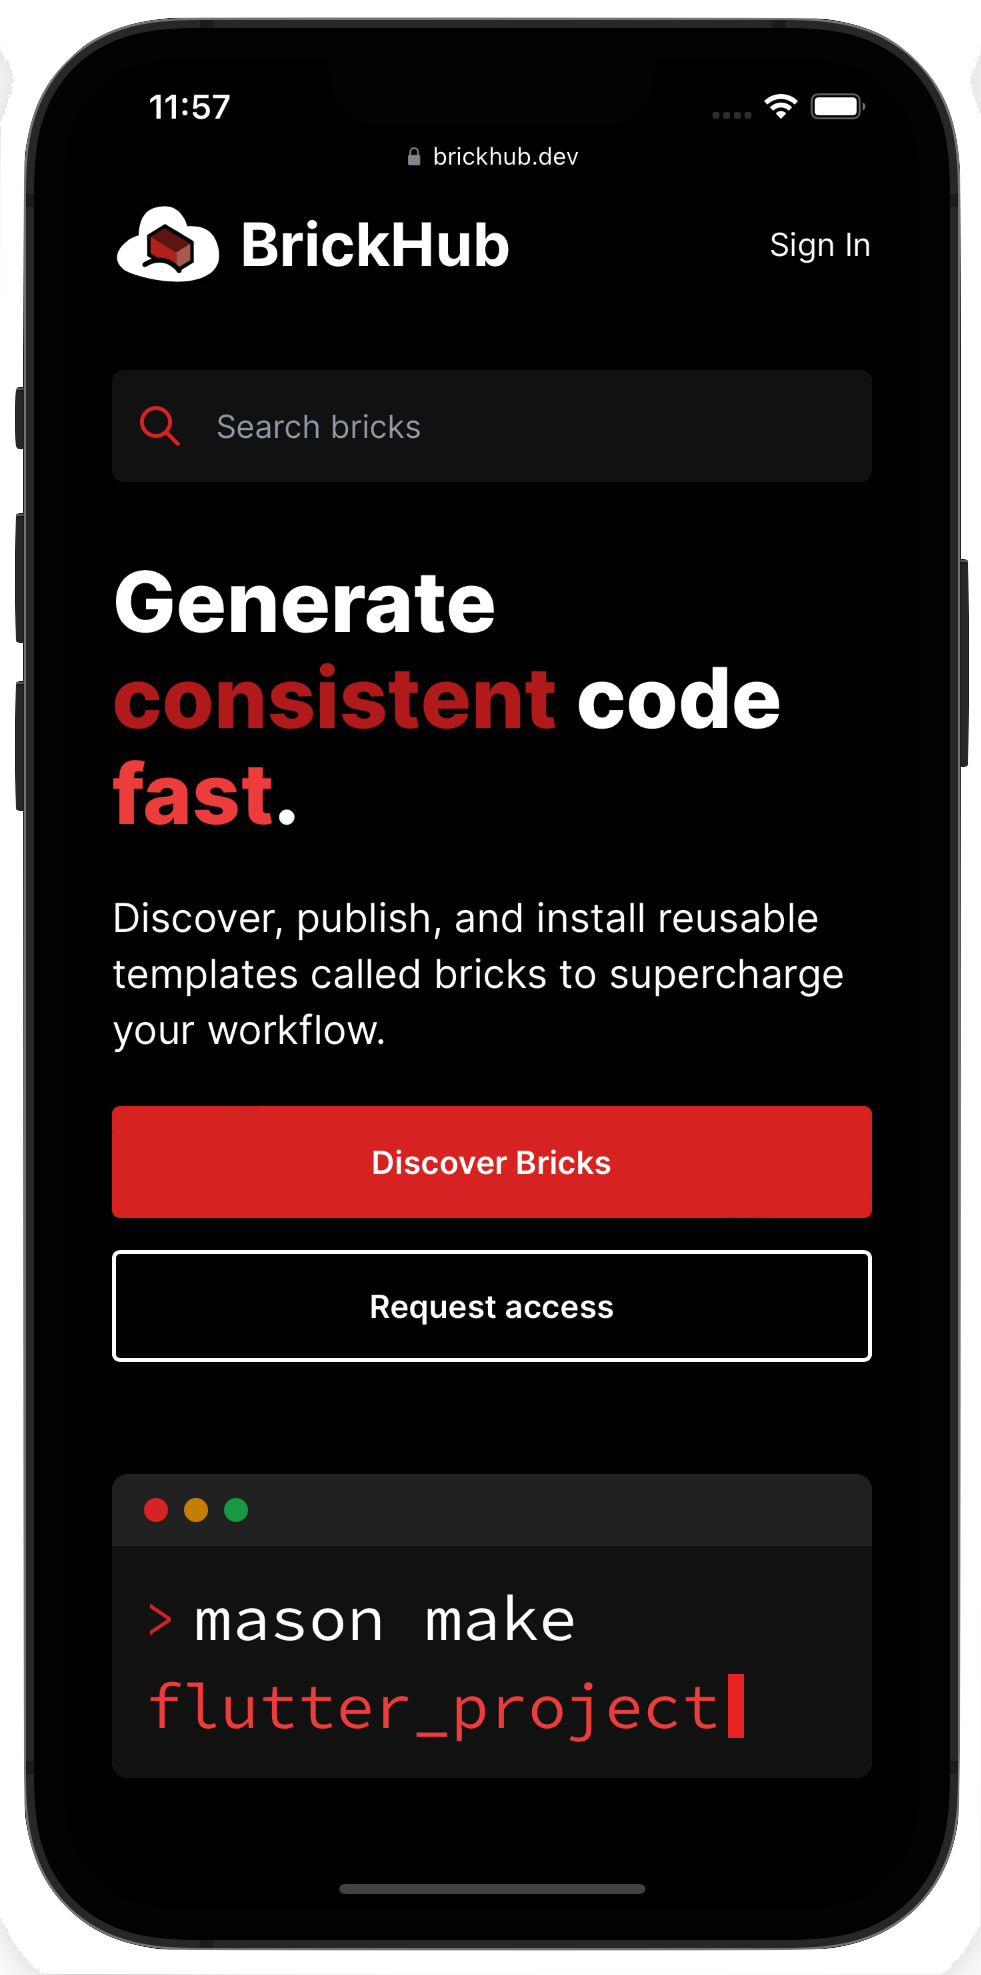 11:57
brickhub.dev
BrickHub
Sign In
Search bricks
Generate
consistent code
fast.
Discover, publish, and install reusable
templates called bricks to supercharge
your workflow.
Discover Bricks
Request access
> mason make
flutter_project